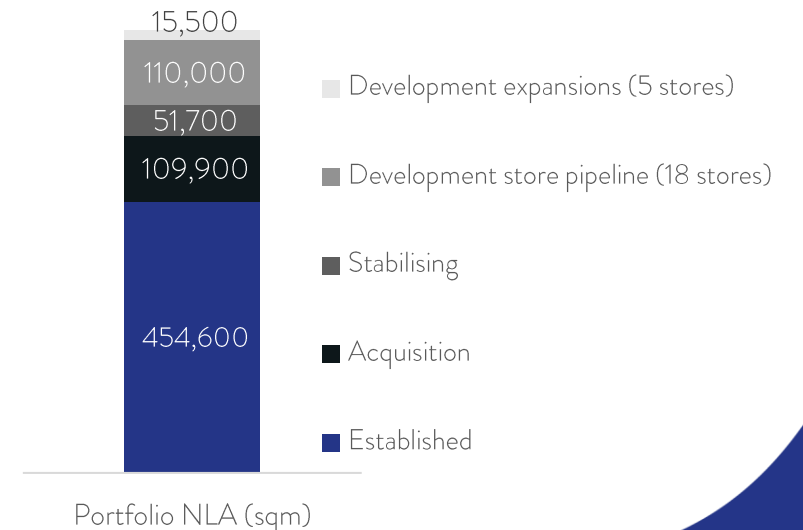 15,500
110,000
51,700
109,900
454,600
Development expansions (5 stores)
Development store pipeline (18 stores)
Stabilising
Acquisition
Established
Portfolio NLA (sqm)